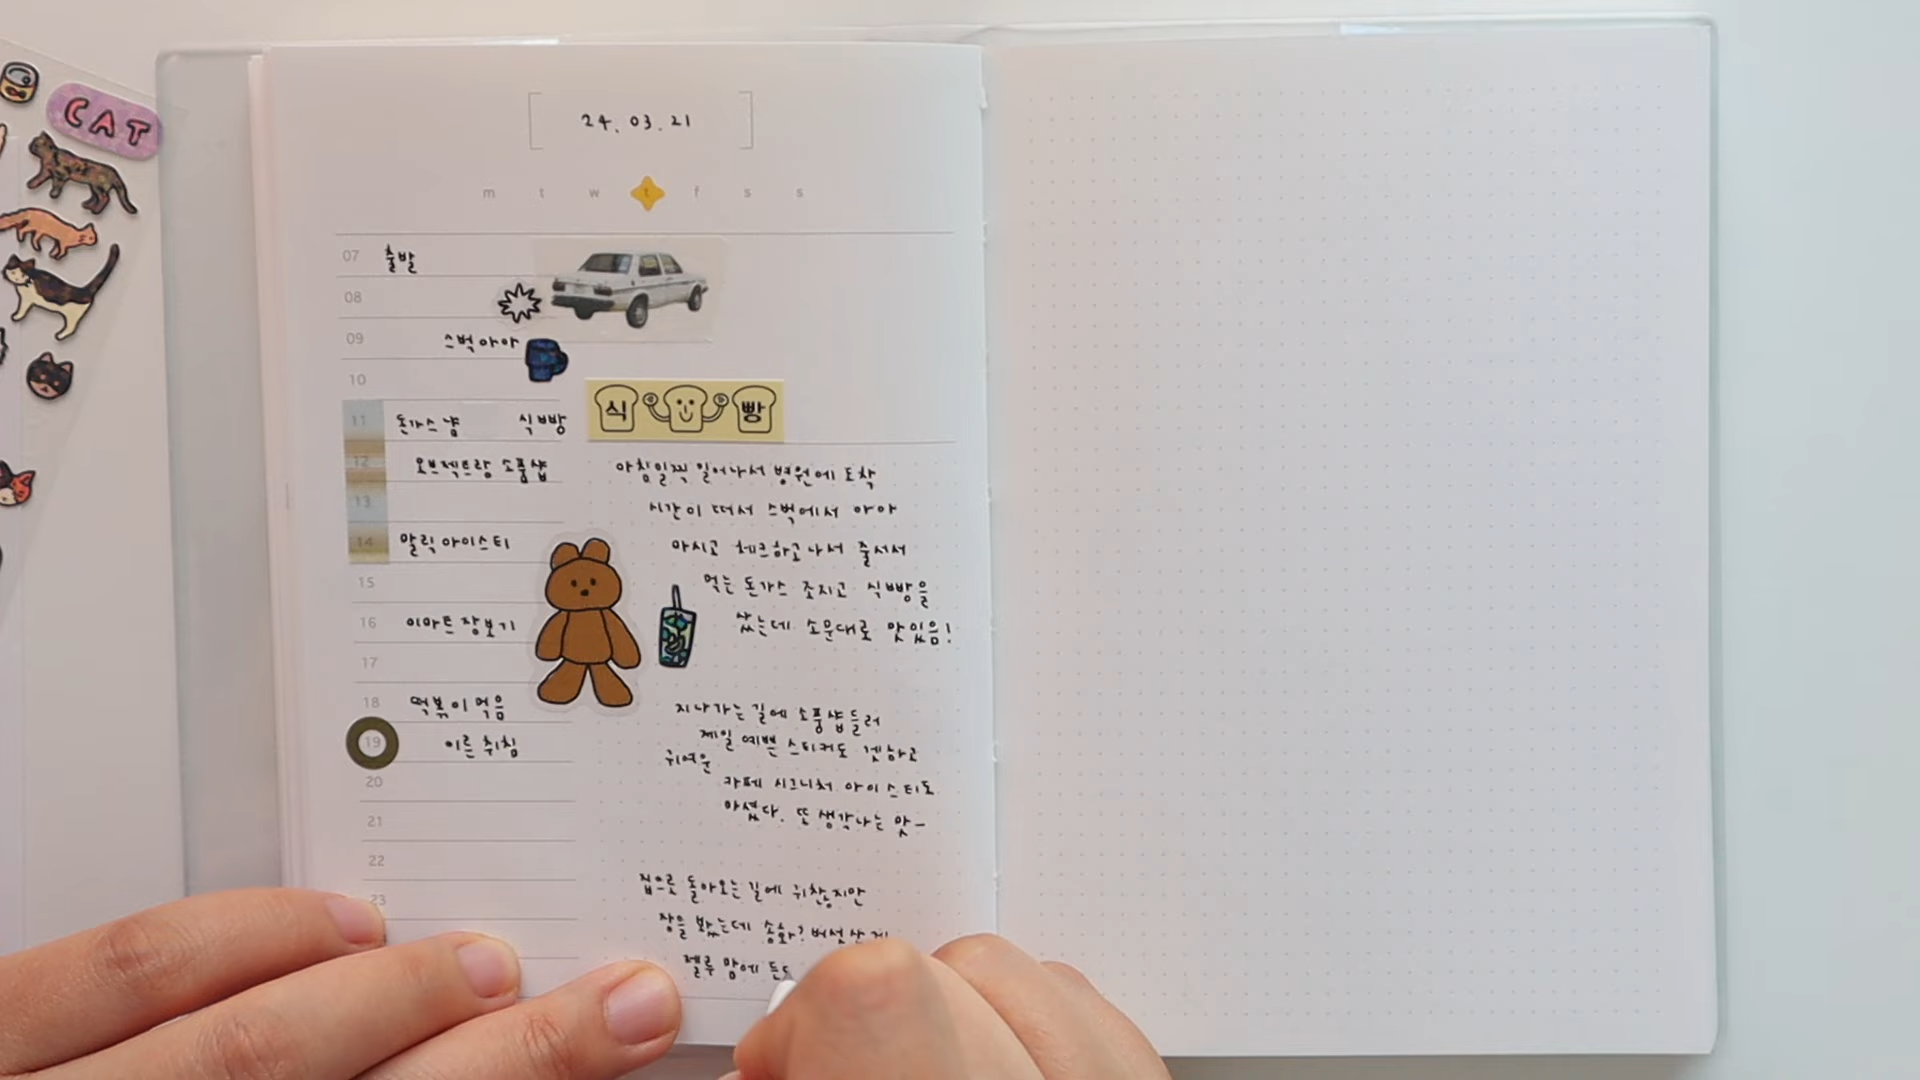 CAT
24. 03. 21
m t w t f s s
07 출발
08
09 스벅 아아
10
식 빵
11 돈가스 냠 식빵
12 오브젝트랑 소품샵
13
14 말릭 아이스티
15
16 이마트 장보기
17
18 떡볶이 먹음
19 이른 취침
20
21
22
23
아침일찍 일어나서 병원에 도착
시간이 떠서 스벅에서 아아
마시고 체크하고 나서 줄서서
먹는 돈가스 조지고 식빵을
샀는데 소문대로 맛있음!
지나가는 길에 소품샵 들러
제일 예쁜 스티커도 겟하고
귀여운
카페 시그니처 아이스티도
마셨다. 또 생각나는 맛-
집으로 돌아오는 길에 귀찮지만
장을 봤는데 송화? 버섯 산 게
젤루 맘에